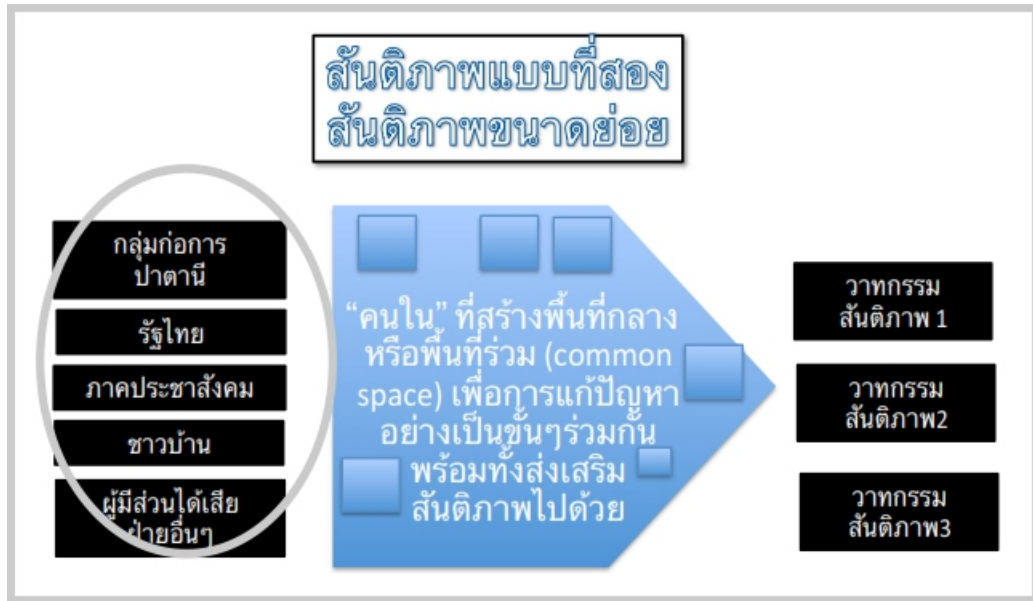 สันติภาพแบบที่สอง
สันติภาพขนาดย่อย
กลุ่มก่อการ
ปาตานี
รัฐไทย
ภาคประชาสังคม
ชาวบ้าน
ผู้มีส่วนได้เสีย
ฝ่ายอื่นๆ
“คนใน” ที่สร้างพื้นที่กลาง
หรือพื้นที่ร่วม (common
space) เพื่อการแก้ปัญหา
อย่างเป็นขั้นๆร่วมกัน
พร้อมทั้งส่งเสริม
สันติภาพไปด้วย
วาทกรรม
สันติภาพ 1
วาทกรรม
สันติภาพ2
วาทกรรม
สันติภาพ3